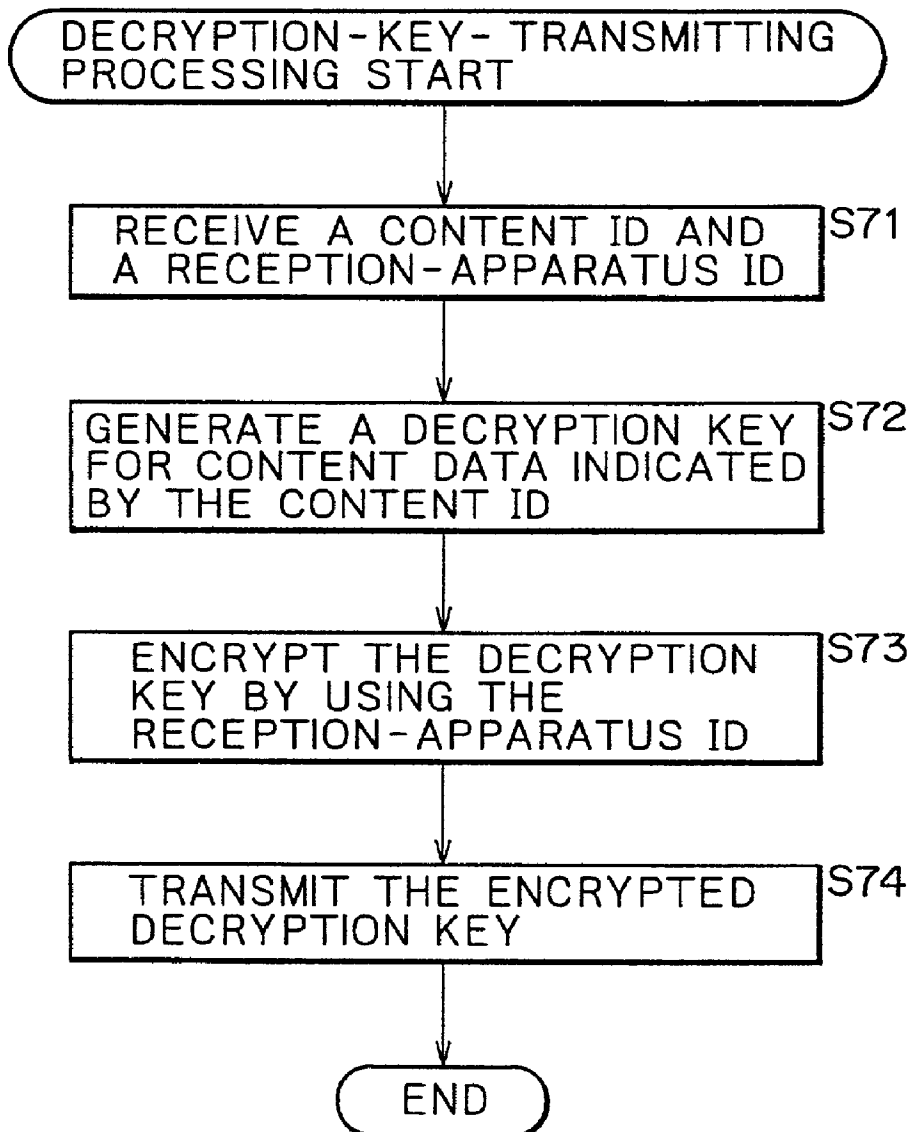 DECRYPTION-KEY-TRANSMITTING
PROCESSING START
RECEIVE A CONTENT ID AND
A RECEPTION-APPARATUS ID
S71
GENERATE A DECRYPTION KEY
FOR CONTENT DATA INDICATED
BY THE CONTENT ID
S72
ENCRYPT THE DECRYPTION
KEY BY USING THE
RECEPTION-APPARATUS ID
S73
TRANSMIT THE ENCRYPTED
DECRYPTION KEY
S74
END